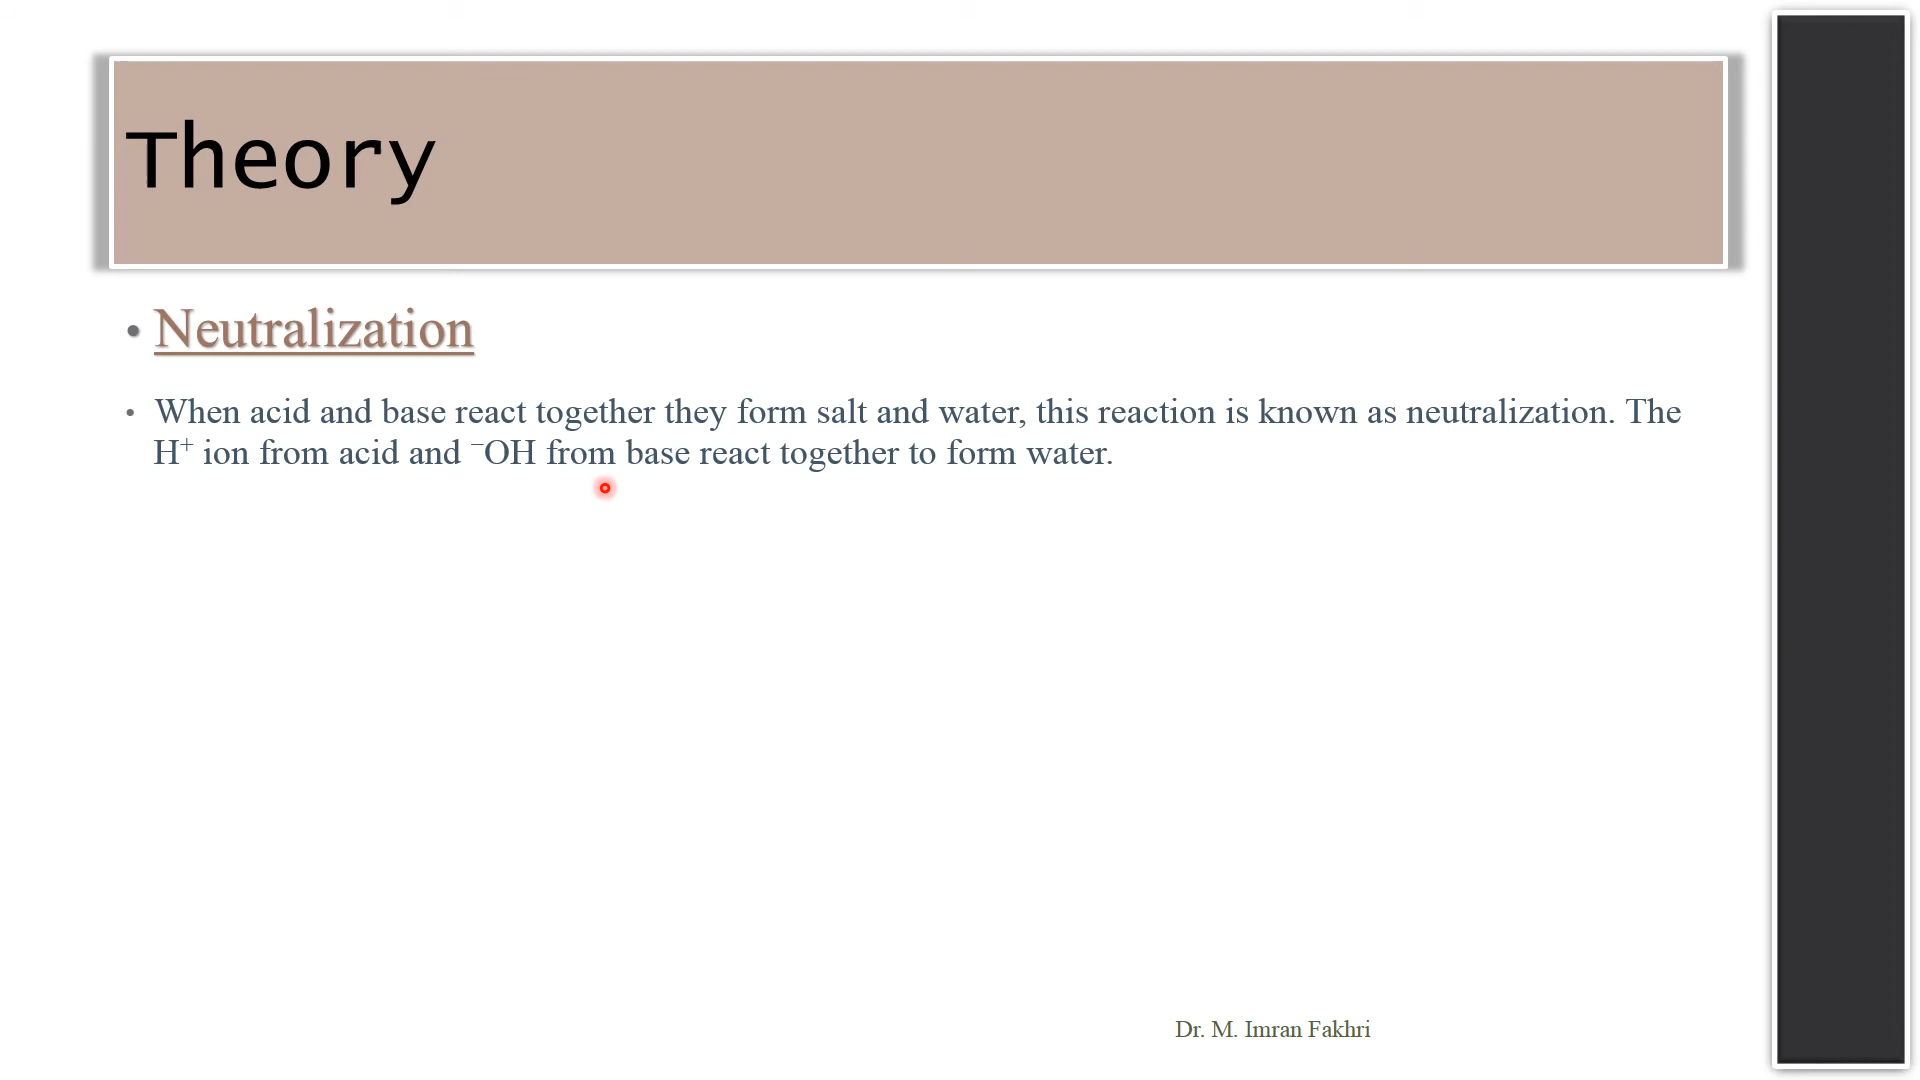 Theory
• Neutralization
• When acid and base react together they form salt and water, this reaction is known as neutralization. The
H⁺ ion from acid and ⁻OH from base react together to form water.
Dr. M. Imran Fakhri